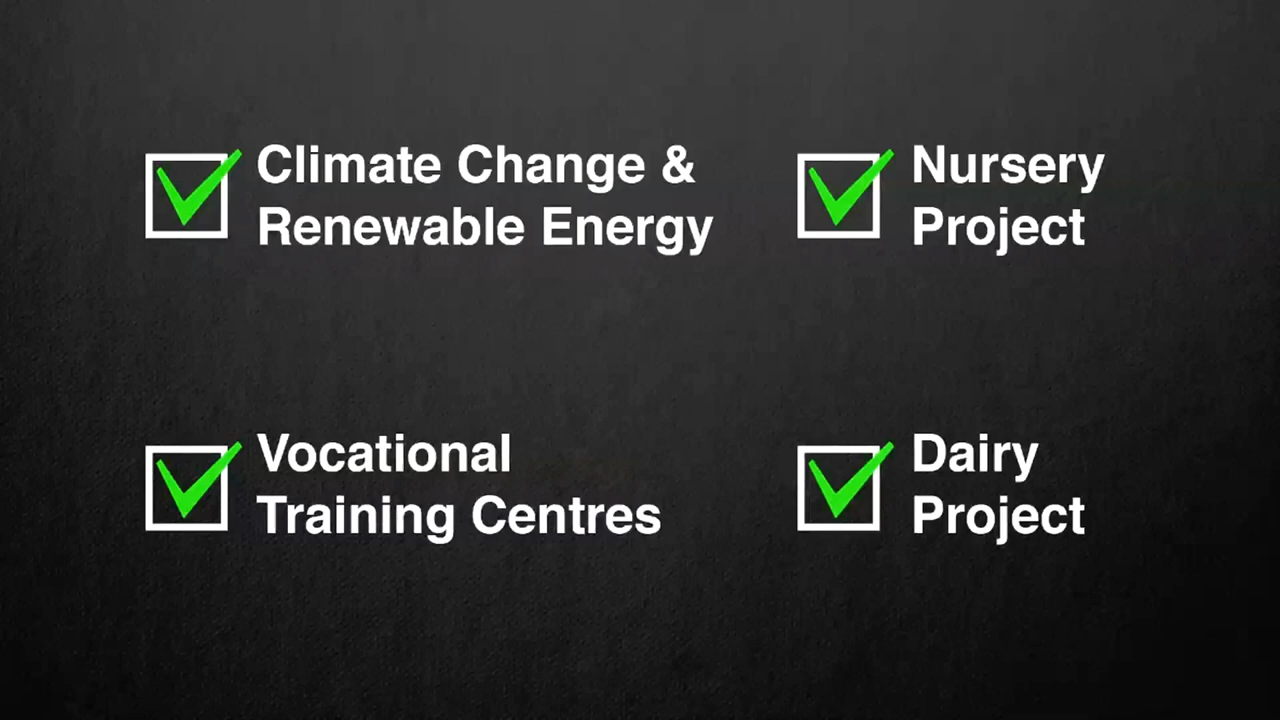 Climate Change &
Renewable Energy
Nursery
Project
Vocational
Training Centres
Dairy
Project